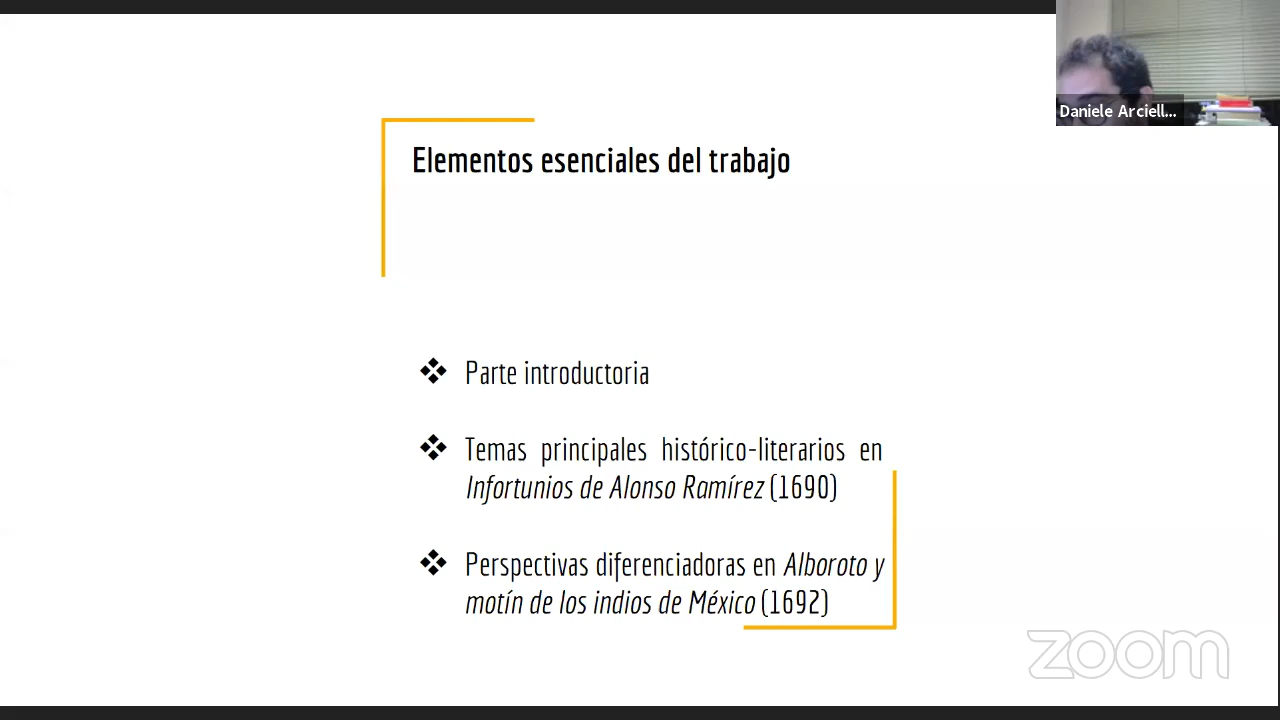 Daniele Arciell...
Elementos esenciales del trabajo
❖ Parte introductoria
❖ Temas principales histórico-literarios en
Infortunios de Alonso Ramírez (1690)
❖ Perspectivas diferenciadoras en Alboroto y
motín de los indios de México (1692)
zoom